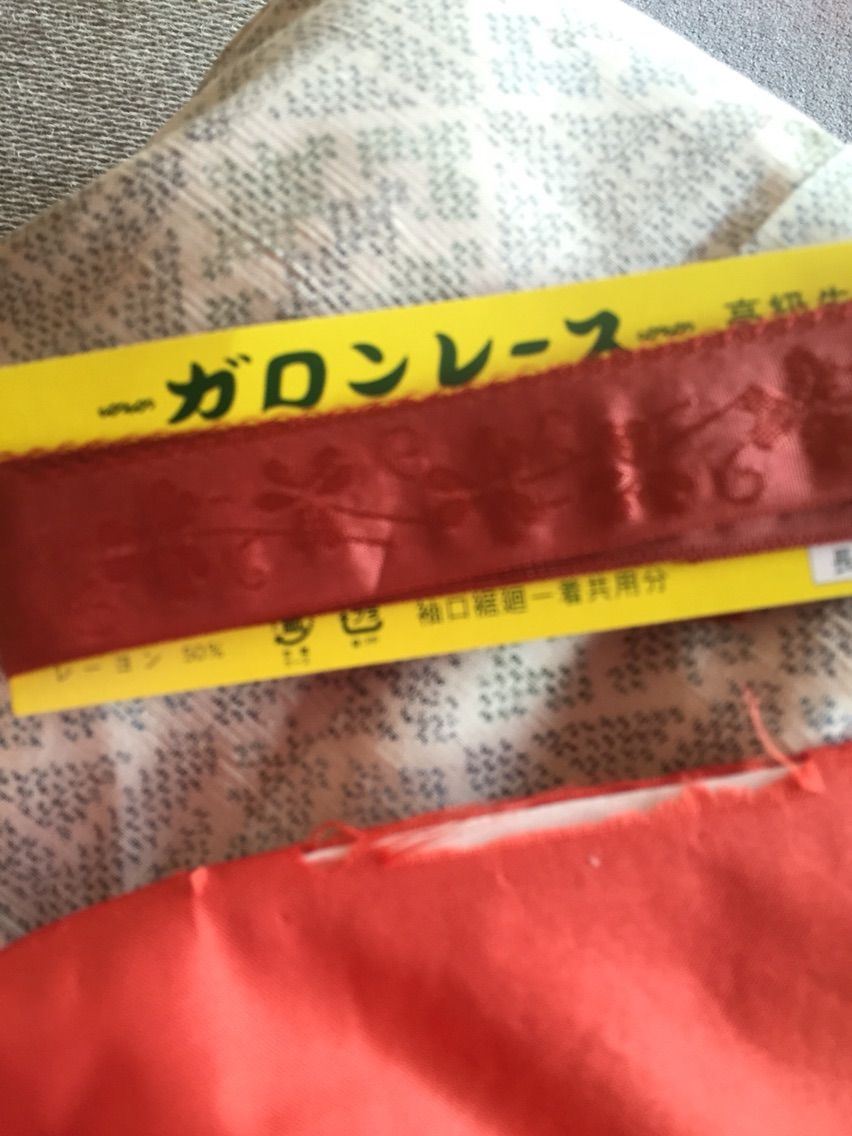 ガロンレース
高級
長
袖口裾廻一着共用分
レーヨン 50%